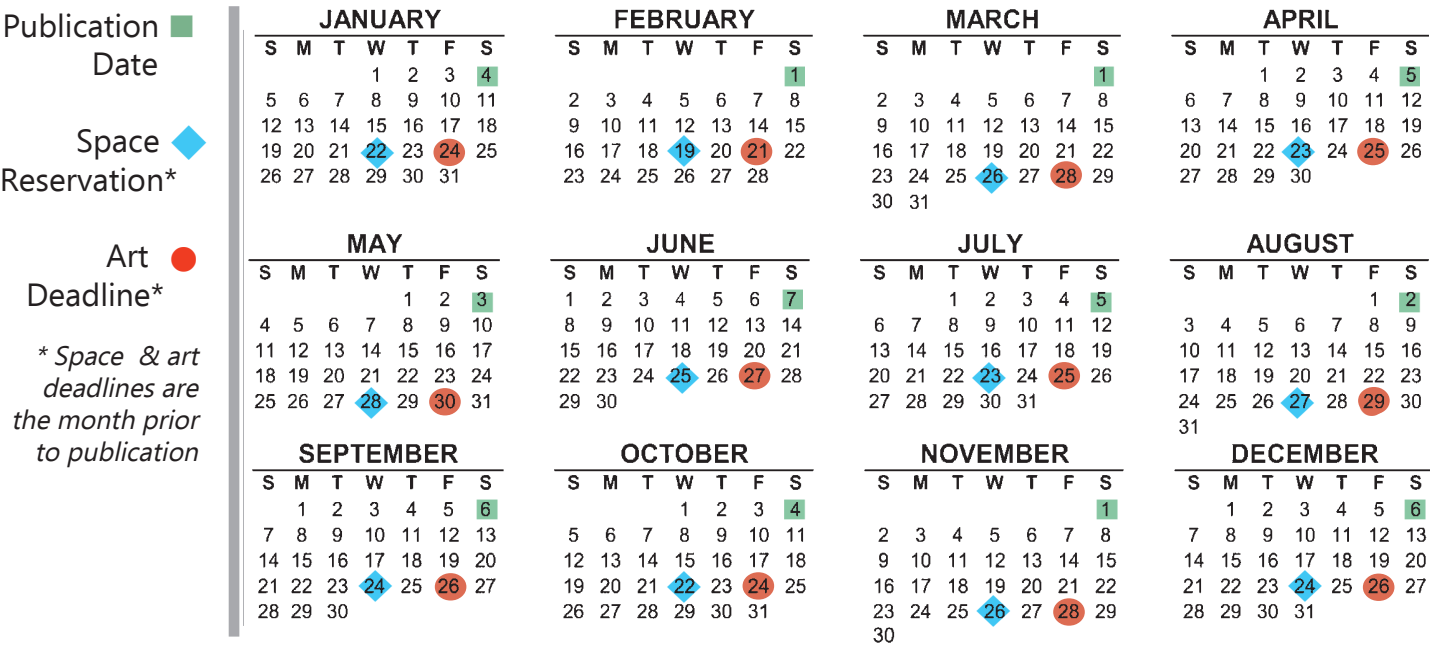 Publication
Date
Space
Reservation*
Art
Deadline*
* Space & art
deadlines are
the month prior
to publication
JANUARY FEBRUARY MARCH APRIL
S M T W T F S S M T W T F S S M T W T F S S M T W T F S
1 2 3 4 1 1 1 2 3 4 5
5 6 7 8 9 10 11 2 3 4 5 6 7 8 2 3 4 5 6 7 8 6 7 8 9 10 11 12
12 13 14 15 16 17 18 9 10 11 12 13 14 15 9 10 11 12 13 14 15 13 14 15 16 17 18 19
19 20 21 22 23 24 25 16 17 18 19 20 21 22 16 17 18 19 20 21 22 20 21 22 23 24 25 26
26 27 28 29 30 31 23 24 25 26 27 28 23 24 25 26 27 28 29 27 28 29 30
30 31
MAY JUNE JULY AUGUST
S M T W T F S S M T W T F S S M T W T F S S M T W T F S
1 2 3 1 2 3 4 5 6 7 1 2 3 4 5 1 2
4 5 6 7 8 9 10 8 9 10 11 12 13 14 6 7 8 9 10 11 12 3 4 5 6 7 8 9
11 12 13 14 15 16 17 15 16 17 18 19 20 21 13 14 15 16 17 18 19 10 11 12 13 14 15 16
18 19 20 21 22 23 24 22 23 24 25 26 27 28 20 21 22 23 24 25 26 17 18 19 20 21 22 23
25 26 27 28 29 30 31 29 30 27 28 29 30 31 24 25 26 27 28 29 30
31
SEPTEMBER OCTOBER NOVEMBER DECEMBER
S M T W T F S S M T W T F S S M T W T F S S M T W T F S
1 2 3 4 5 6 1 2 3 4 1 1 2 3 4 5 6
7 8 9 10 11 12 13 5 6 7 8 9 10 11 2 3 4 5 6 7 8 7 8 9 10 11 12 13
14 15 16 17 18 19 20 12 13 14 15 16 17 18 9 10 11 12 13 14 15 14 15 16 17 18 19 20
21 22 23 24 25 26 27 19 20 21 22 23 24 25 16 17 18 19 20 21 22 21 22 23 24 25 26 27
28 29 30 26 27 28 29 30 31 23 24 25 26 27 28 29 28 29 30 31
30